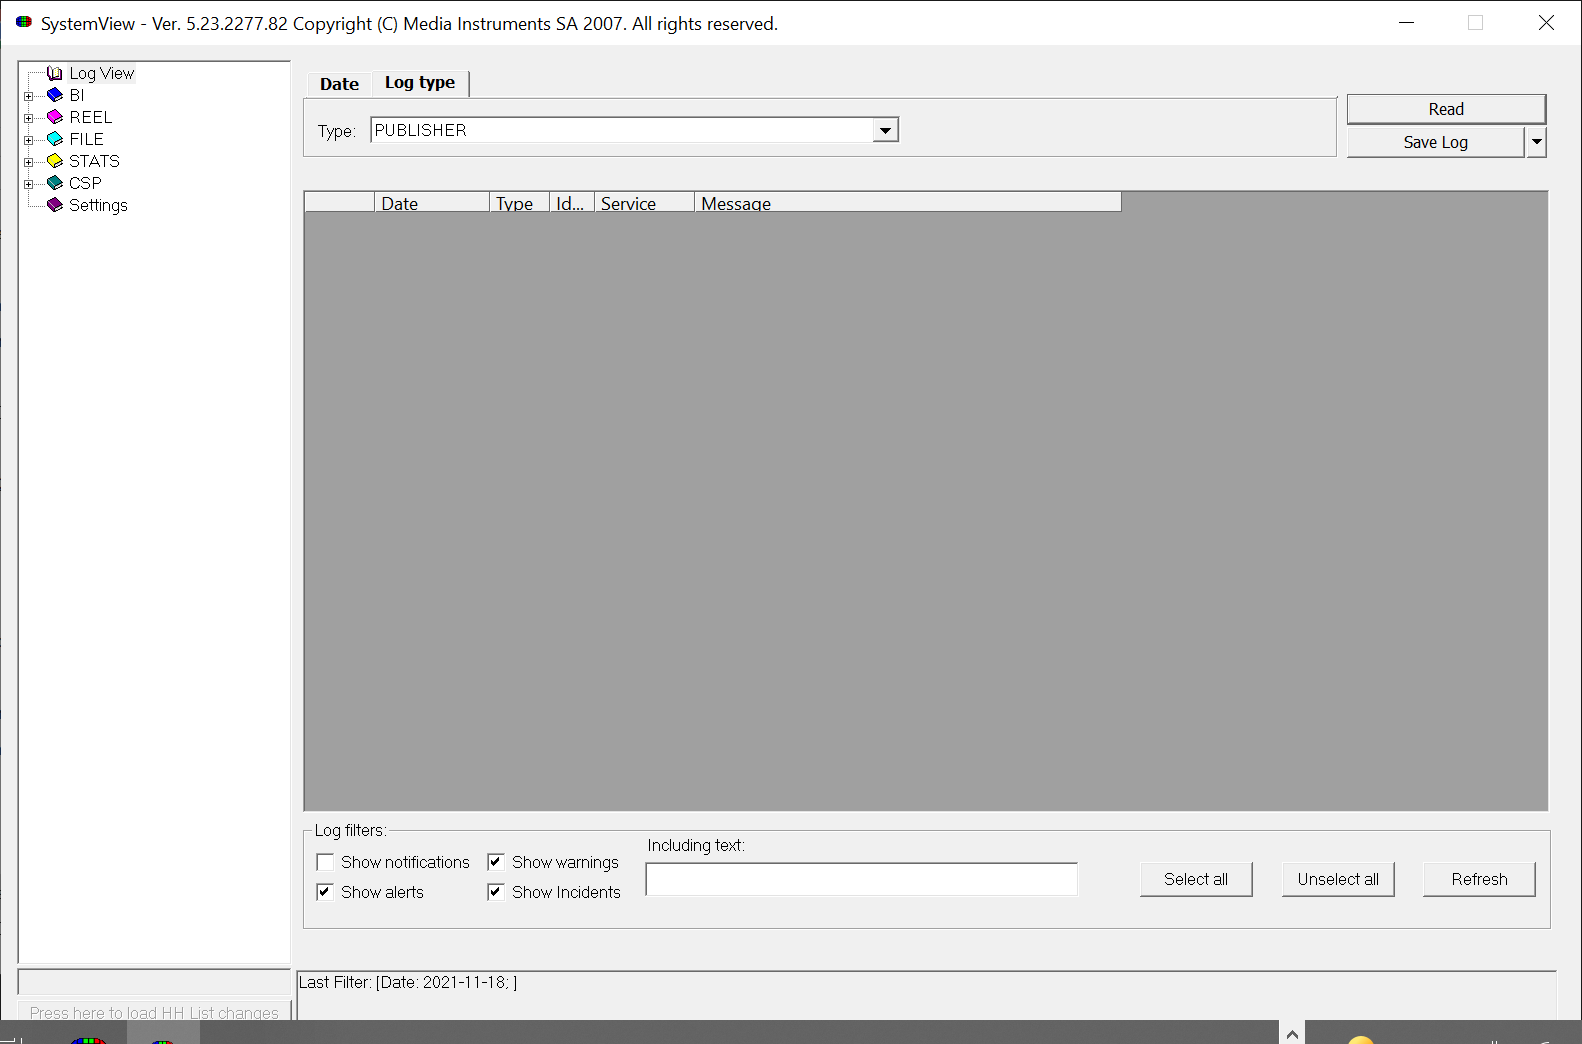 SystemView - Ver. 5.23.2277.82 Copyright (C) Media Instruments SA 2007. All rights reserved.
Log View
BI
REEL
FILE
STATS
CSP
Settings
Date Log type
Type: PUBLISHER
Read
Save Log
Date Type Id... Service Message
Log filters:
Show notifications Show warnings
Show alerts Show Incidents
Including text:
Select all Unselect all Refresh
Last Filter: [Date: 2021-11-18; ]
Press here to load HH List changes